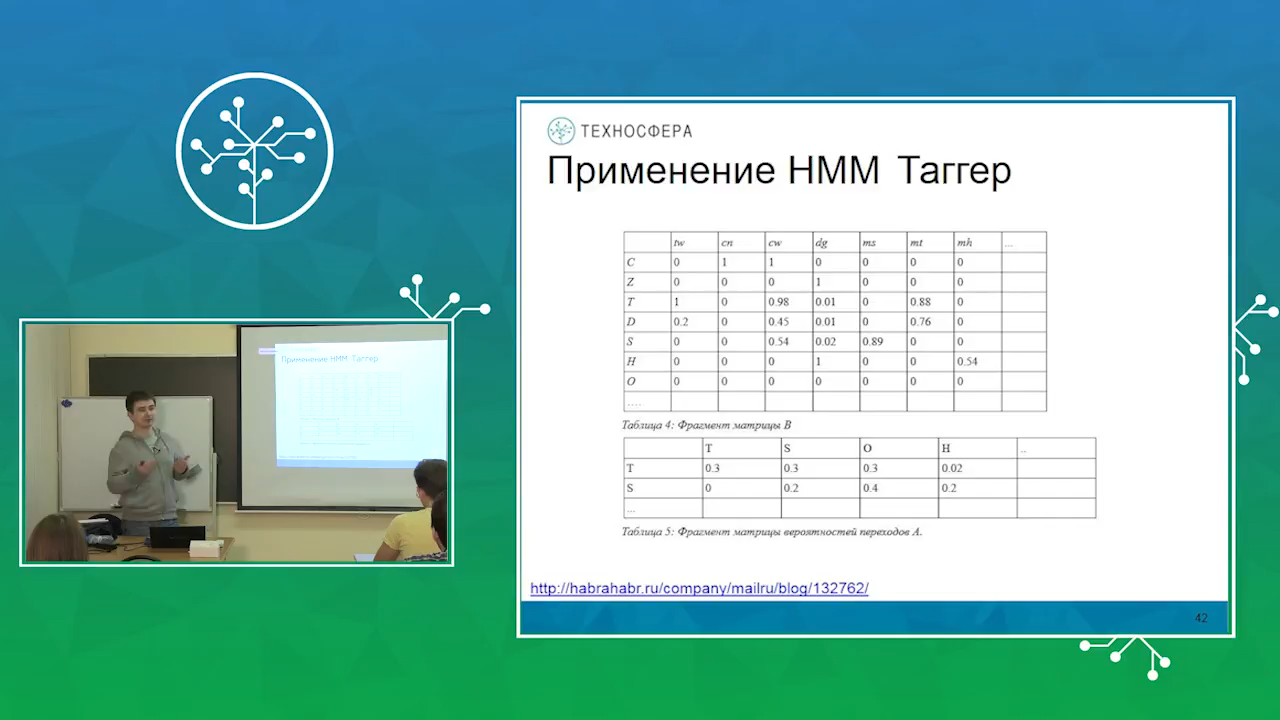 ТЕХНОСФЕРА
Применение НММ Таггер
tw cn cw dg ms mt mh ...
C 0 1 1 0 0 0 0
Z 0 0 0 1 0 0 0
T 1 0 0.98 0.01 0 0.88 0
D 0.2 0 0.45 0.01 0 0.76 0
S 0 0 0.54 0.02 0.89 0 0
H 0 0 0 1 0 0 0.54
O 0 0 0 0 0 0 0
....
Таблица 4: Фрагмент матрицы B
T S O H ..
T 0.3 0.3 0.3 0.02
S 0 0.2 0.4 0.2
...
Таблица 5: Фрагмент матрицы вероятностей переходов A.
http://habrahabr.ru/company/mailru/blog/132762/
42
Применение НММ Таггер